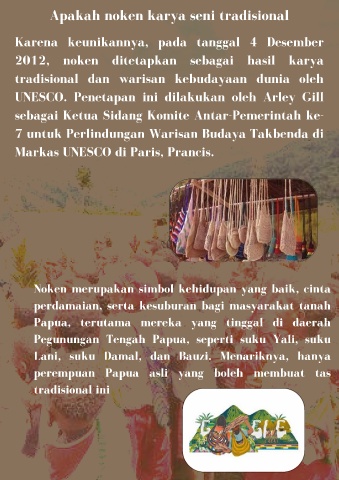 Apakah noken karya seni tradisional
Karena keunikannya, pada tanggal 4 Desember
2012, noken ditetapkan sebagai hasil karya
tradisional dan warisan kebudayaan dunia oleh
UNESCO. Penetapan ini dilakukan oleh Arley Gill
sebagai Ketua Sidang Komite Antar-Pemerintah ke-
7 untuk Perlindungan Warisan Budaya Takbenda di
Markas UNESCO di Paris, Prancis.
Noken merupakan simbol kehidupan yang baik, cinta
perdamaian, serta kesuburan bagi masyarakat tanah
Papua, terutama mereka yang tinggal di daerah
Pegunungan Tengah Papua, seperti suku Yali, suku
Lani, suku Damal, dan Bauzi. Menariknya, hanya
perempuan Papua asli yang boleh membuat tas
tradisional ini